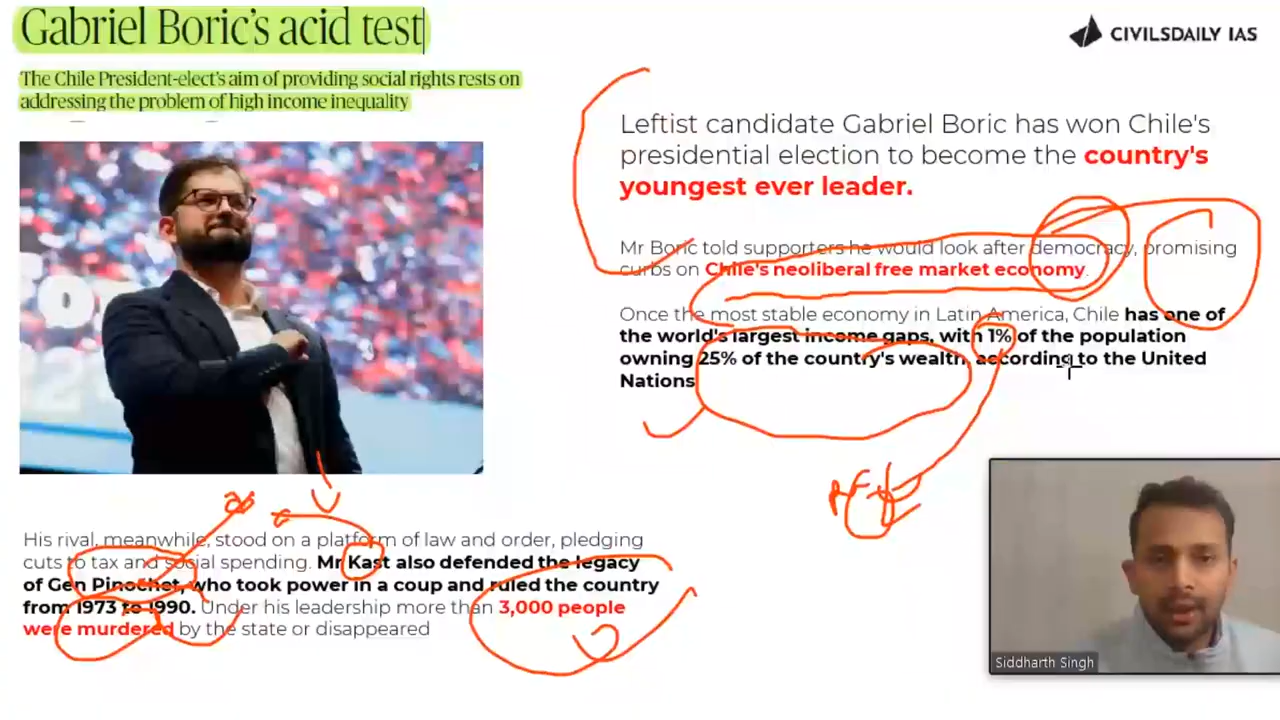 Gabriel Boric's acid test
The Chile President-elect's aim of providing social rights rests on
addressing the problem of high income inequality
CIVILSDAILY IAS
Leftist candidate Gabriel Boric has won Chile's
presidential election to become the country's
youngest ever leader.
Mr Boric told supporters he would look after democracy, promising
curbs on Chile's neoliberal free market economy.
Once the most stable economy in Latin America, Chile has one of
the world's largest income gaps, with 1% of the population
owning 25% of the country's wealth, according to the United
Nations
His rival, meanwhile, stood on a platform of law and order, pledging
cuts to tax and social spending. Mr Kast also defended the legacy
of Gen Pinochet, who took power in a coup and ruled the country
from 1973 to 1990. Under his leadership more than 3,000 people
were murdered by the state or disappeared
Siddharth Singh